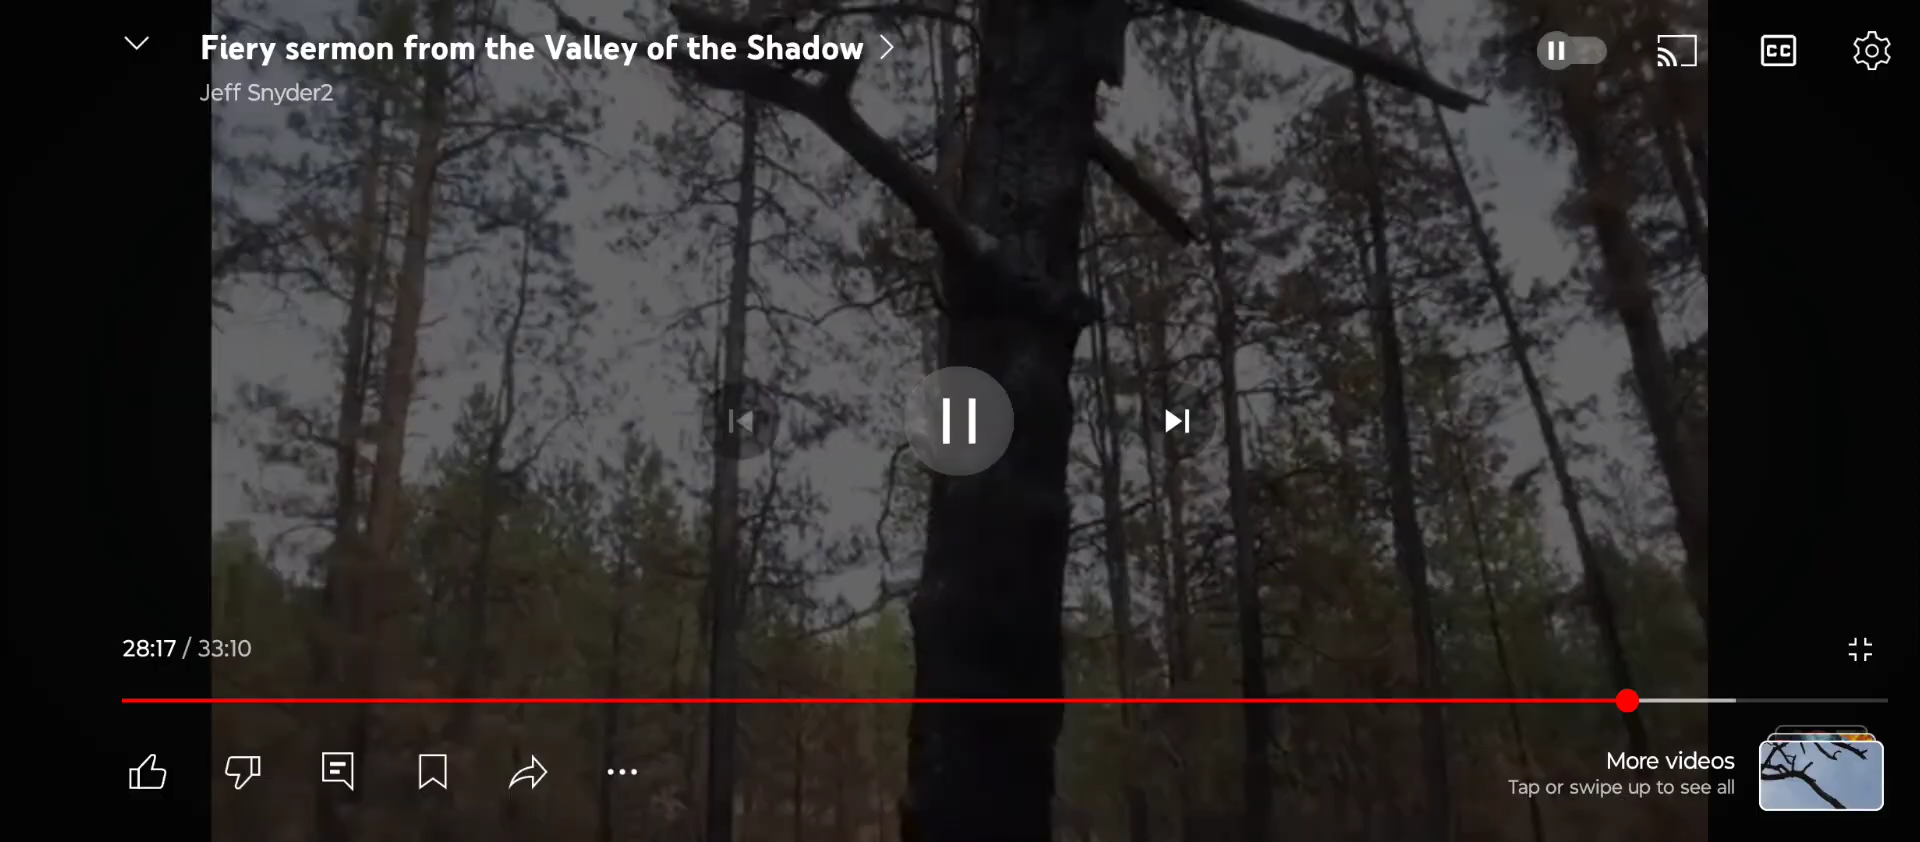 Fiery sermon from the Valley of the Shadow
Jeff Snyder2
CC
28:17 / 33:10
More videos
Tap or swipe up to see all